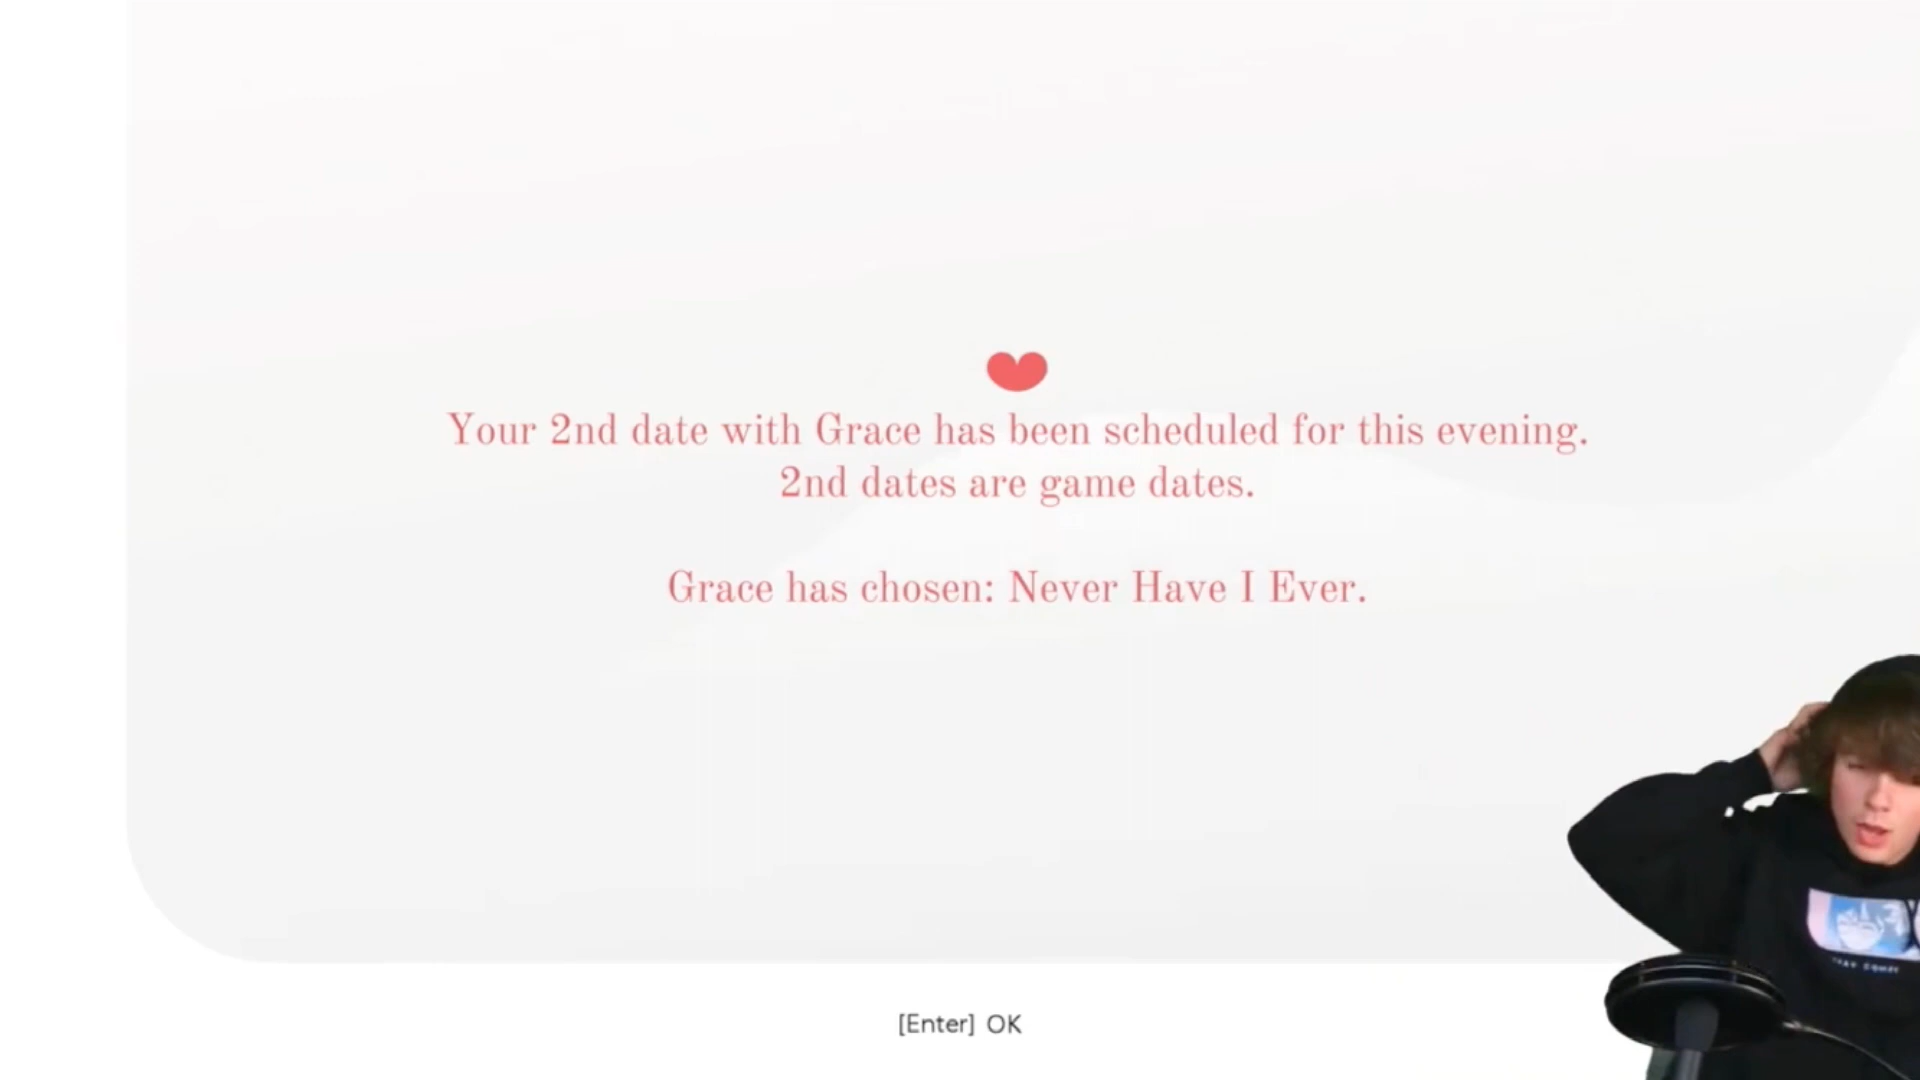 Your 2nd date with Grace has been scheduled for this evening.
2nd dates are game dates.
Grace has chosen: Never Have I Ever.
[Enter] OK